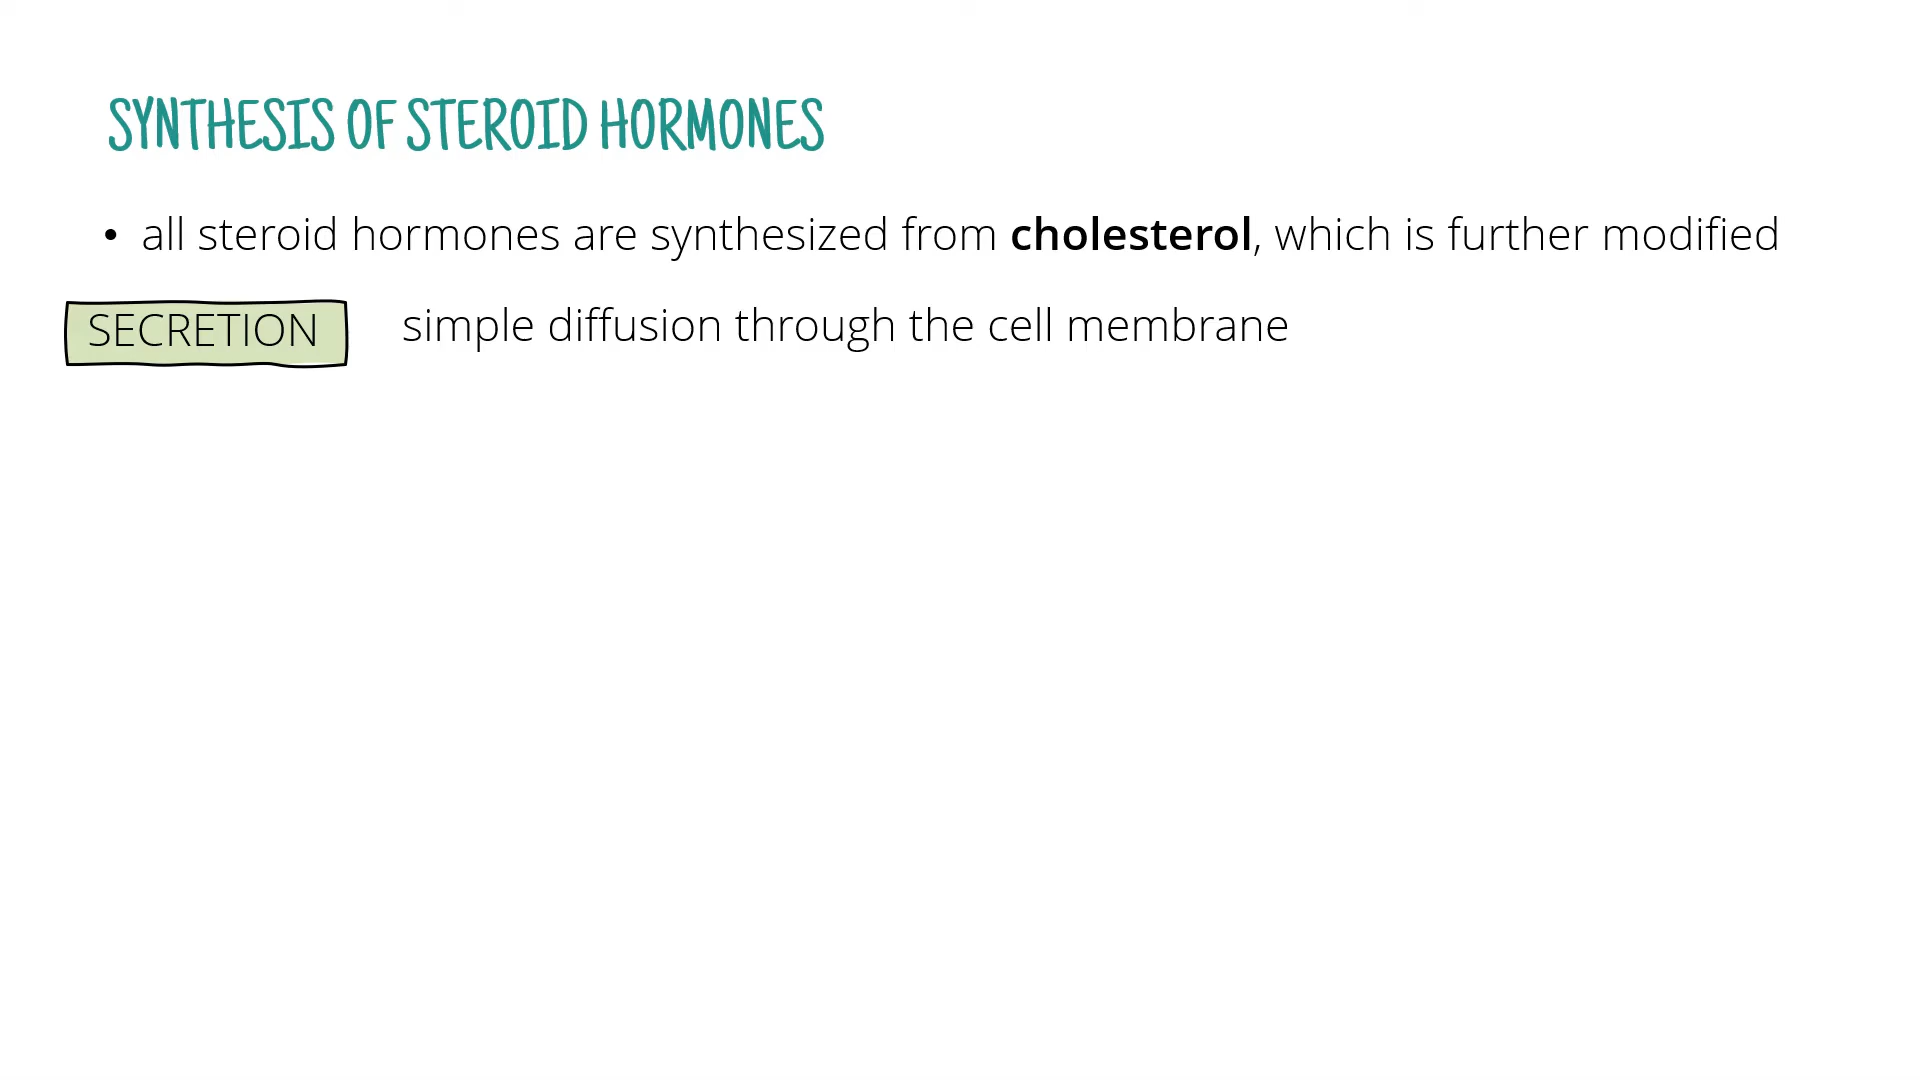 SYNTHESIS OF STEROID HORMONES
• all steroid hormones are synthesized from cholesterol, which is further modified
SECRETION simple diffusion through the cell membrane